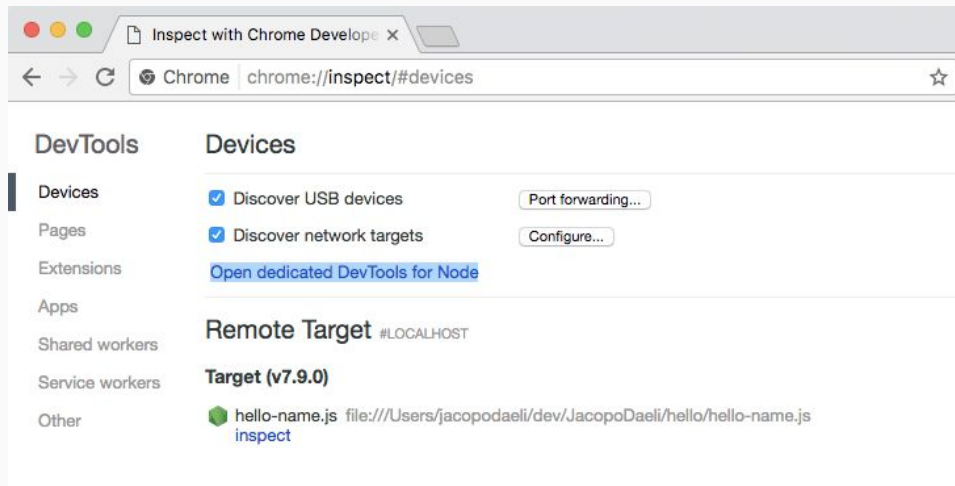 Inspect with Chrome Develope
Chrome chrome://inspect/#devices
DevTools
Devices
Pages
Extensions
Apps
Shared workers
Service workers
Other
Devices
Discover USB devices Port forwarding...
Discover network targets Configure...
Open dedicated DevTools for Node
Remote Target #LOCALHOST
Target (v7.9.0)
hello-name.js file:///Users/jacopodaeli/dev/JacopoDaeli/hello/hello-name.js
inspect